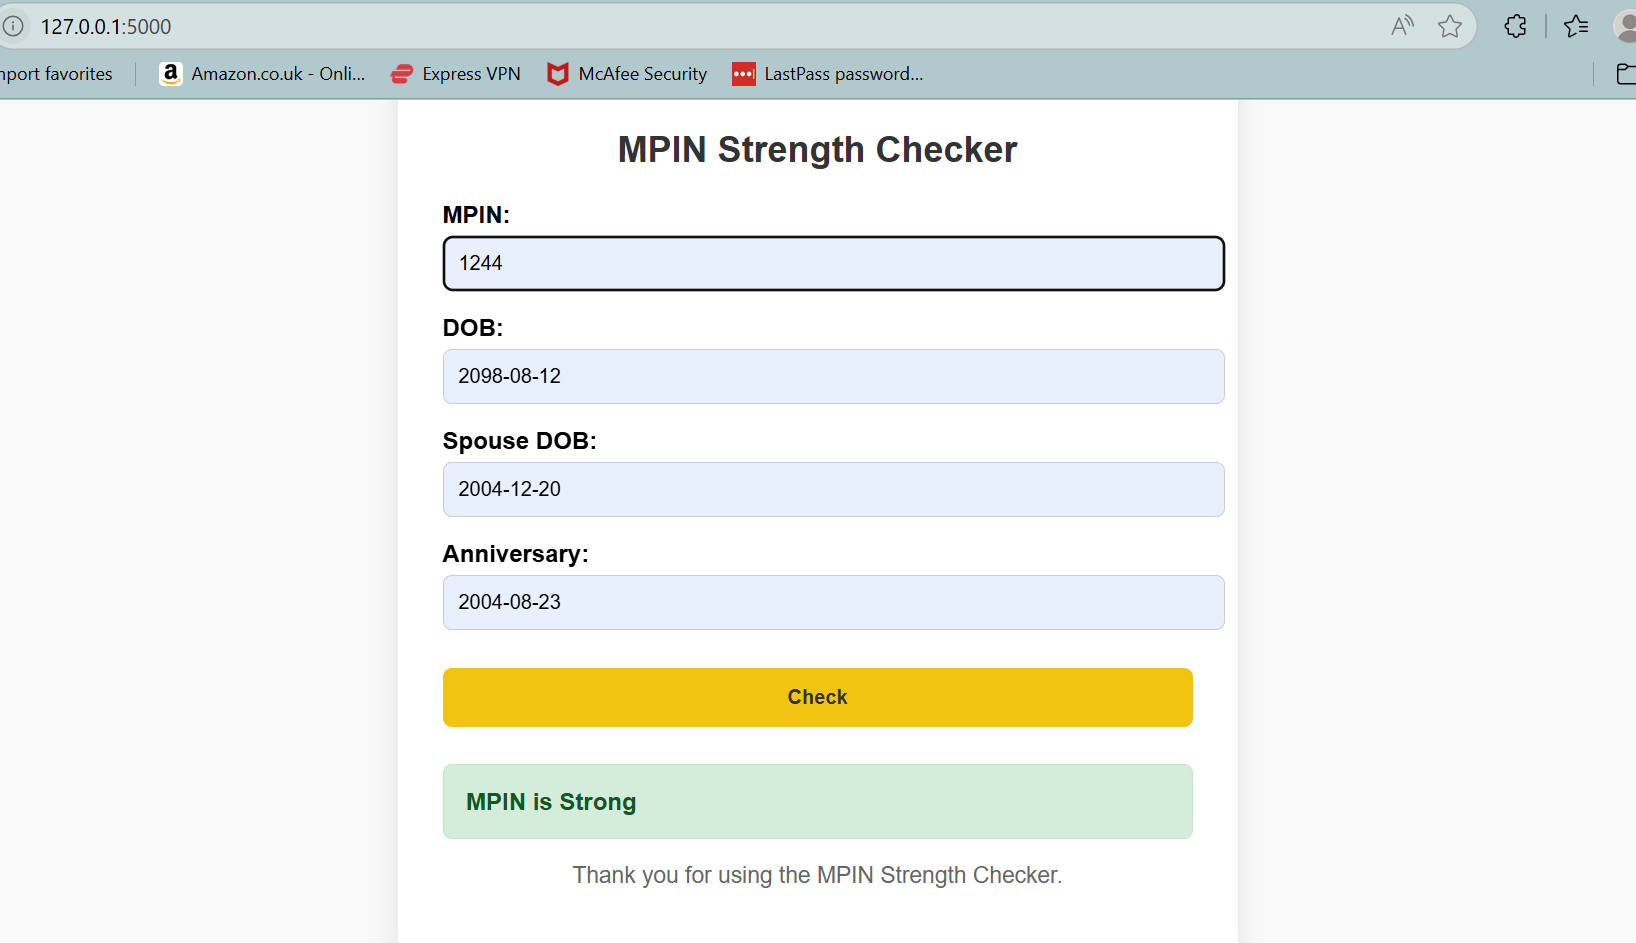 127.0.0.1:5000
mport favorites
Amazon.co.uk - Onli...
Express VPN
McAfee Security
LastPass password...
MPIN Strength Checker
MPIN:
1244
DOB:
2098-08-12
Spouse DOB:
2004-12-20
Anniversary:
2004-08-23
Check
MPIN is Strong
Thank you for using the MPIN Strength Checker.